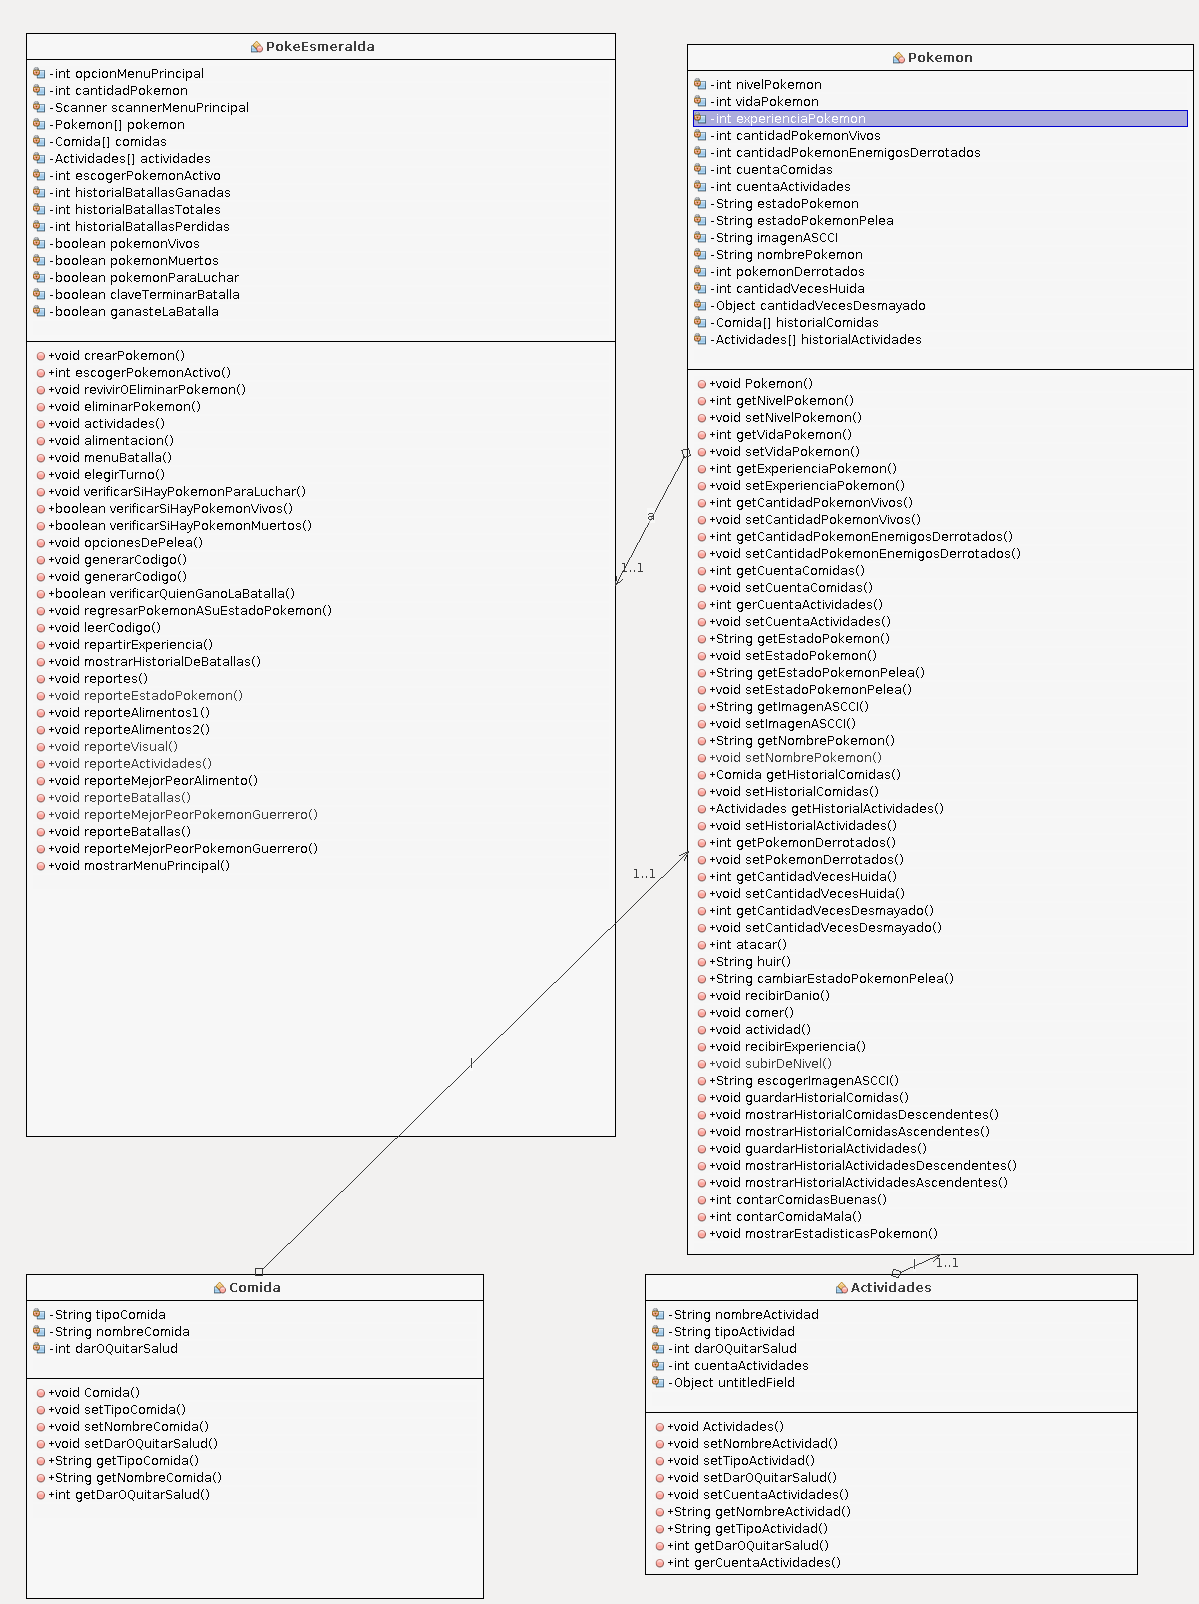 PokeEsmeralda
-int opcionMenuPrincipal
-int cantidadPokemon
-Scanner scannerMenuPrincipal
-Pokemon[] pokemon
-Comida[] comidas
-Actividades[] actividades
-int escogerPokemonActivo
-int historialBatallasGanadas
-int historialBatallasTotales
-int historialBatallasPerdidas
-boolean pokemonVivos
-boolean pokemonMuertos
-boolean pokemonParaLuchar
-boolean claveTerminarBatalla
-boolean ganasteLaBatalla
+void crearPokemon()
+int escogerPokemonActivo()
+void revivirOEliminarPokemon()
+void eliminarPokemon()
+void actividades()
+void alimentacion()
+void menuBatalla()
+void elegirTurno()
+void verificarSiHayPokemonParaLuchar()
+boolean verificarSiHayPokemonVivos()
+boolean verificarSiHayPokemonMuertos()
+void opcionesDePelea()
+void generarCodigo()
+void generarCodigo()
+boolean verificarQuienGanoLaBatalla()
+void regresarPokemonASuEstadoPokemon()
+void leerCodigo()
+void repartirExperiencia()
+void mostrarHistorialDeBatallas()
+void reportes()
+void reporteEstadoPokemon()
+void reporteAlimentos1()
+void reporteAlimentos2()
+void reporteVisual()
+void reporteActividades()
+void reporteMejorPeorAlimento()
+void reporteBatallas()
+void reporteMejorPeorPokemonGuerrero()
+void reporteBatallas()
+void reporteMejorPeorPokemonGuerrero()
+void mostrarMenuPrincipal()
a
1..1
Pokemon
-int nivelPokemon
-int vidaPokemon
-int experienciaPokemon
-int cantidadPokemonVivos
-int cantidadPokemonEnemigosDerrotados
-int cuentaComidas
-int cuentaActividades
-String estadoPokemon
-String estadoPokemonPelea
-String imagenASCCI
-String nombrePokemon
-int pokemonDerrotados
-int cantidadVecesHuida
-Object cantidadVecesDesmayado
-Comida[] historialComidas
-Actividades[] historialActividades
+void Pokemon()
+int getNivelPokemon()
+void setNivelPokemon()
+int getVidaPokemon()
+void setVidaPokemon()
+int getExperienciaPokemon()
+void setExperienciaPokemon()
+int getCantidadPokemonVivos()
+void setCantidadPokemonVivos()
+int getCantidadPokemonEnemigosDerrotados()
+void setCantidadPokemonEnemigosDerrotados()
+int getCuentaComidas()
+void setCuentaComidas()
+int gerCuentaActividades()
+void setCuentaActividades()
+String getEstadoPokemon()
+void setEstadoPokemon()
+String getEstadoPokemonPelea()
+void setEstadoPokemonPelea()
+String getImagenASCCI()
+void setImagenASCCI()
+String getNombrePokemon()
+void setNombrePokemon()
+Comida getHistorialComidas()
+void setHistorialComidas()
+Actividades getHistorialActividades()
+void setHistorialActividades()
+int getPokemonDerrotados()
+void setPokemonDerrotados()
+int getCantidadVecesHuida()
+void setCantidadVecesHuida()
+int getCantidadVecesDesmayado()
+void setCantidadVecesDesmayado()
+int atacar()
+String huir()
+String cambiarEstadoPokemonPelea()
+void recibirDanio()
+void comer()
+void actividad()
+void recibirExperiencia()
+void subirDeNivel()
+String escogerImagenASCCI()
+void guardarHistorialComidas()
+void mostrarHistorialComidasDescendentes()
+void mostrarHistorialComidasAscendentes()
+void guardarHistorialActividades()
+void mostrarHistorialActividadesDescendentes()
+void mostrarHistorialActividadesAscendentes()
+int contarComidasBuenas()
+int contarComidaMala()
+void mostrarEstadisticasPokemon()
1..1
l
l
1..1
Comida
-String tipoComida
-String nombreComida
-int darOQuitarSalud
+void Comida()
+void setTipoComida()
+void setNombreComida()
+void setDarOQuitarSalud()
+String getTipoComida()
+String getNombreComida()
+int getDarOQuitarSalud()
Actividades
-String nombreActividad
-String tipoActividad
-int darOQuitarSalud
-int cuentaActividades
-Object untitledField
+void Actividades()
+void setNombreActividad()
+void setTipoActividad()
+void setDarOQuitarSalud()
+void setCuentaActividades()
+String getNombreActividad()
+String getTipoActividad()
+int getDarOQuitarSalud()
+int gerCuentaActividades()